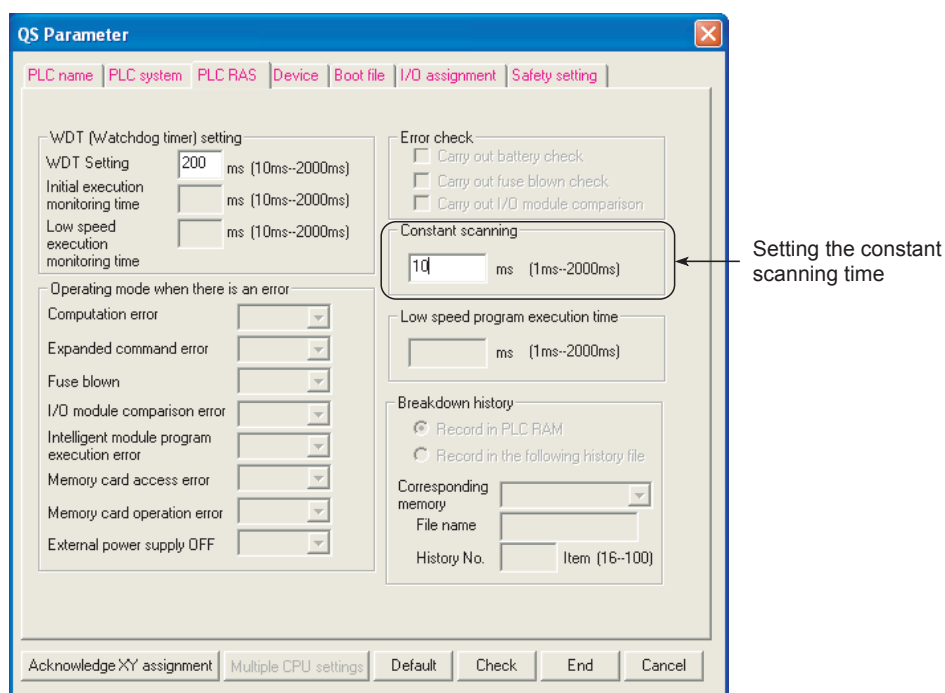 QS Parameter
PLC name PLC system PLC RAS Device Boot file I/O assignment Safety setting
WDT (Watchdog timer) setting
WDT Setting 200 ms (10ms--2000ms)
Initial execution
monitoring time ms (10ms--2000ms)
Low speed
execution
monitoring time ms (10ms--2000ms)
Operating mode when there is an error
Computation error
Expanded command error
Fuse blown
I/O module comparison error
Intelligent module program
execution error
Memory card access error
Memory card operation error
External power supply OFF
Error check
Carry out battery check
Carry out fuse blown check
Carry out I/O module comparison
Constant scanning
10 ms (1ms--2000ms)
Setting the constant
scanning time
Low speed program execution time
ms (1ms--2000ms)
Breakdown history
Record in PLC RAM
Record in the following history file
Corresponding
memory
File name
History No. Item (16--100)
Acknowledge XY assignment Multiple CPU settings Default Check End Cancel